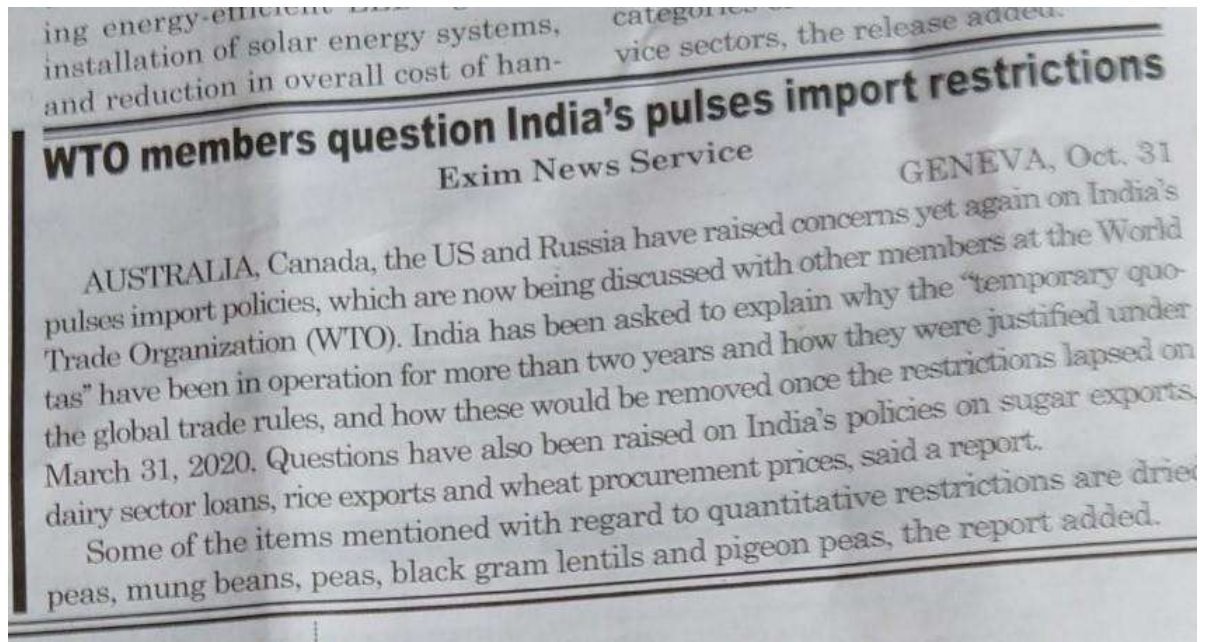 ing energy-efficient
installation of solar energy systems,
and reduction in overall cost of han-
vice sectors, the release added.
WTO members question India's pulses import restrictions
Exim News Service
GENEVA, Oct. 31
AUSTRALIA, Canada, the US and Russia have raised concerns yet again on India's
pulses import policies, which are now being discussed with other members at the World
Trade Organization (WTO). India has been asked to explain why the "temporary quo-
tas" have been in operation for more than two years and how they were justified under
the global trade rules, and how these would be removed once the restrictions lapsed on
March 31, 2020. Questions have also been raised on India's policies on sugar exports,
dairy sector loans, rice exports and wheat procurement prices, said a report.
Some of the items mentioned with regard to quantitative restrictions are dried
peas, mung beans, peas, black gram lentils and pigeon peas, the report added.